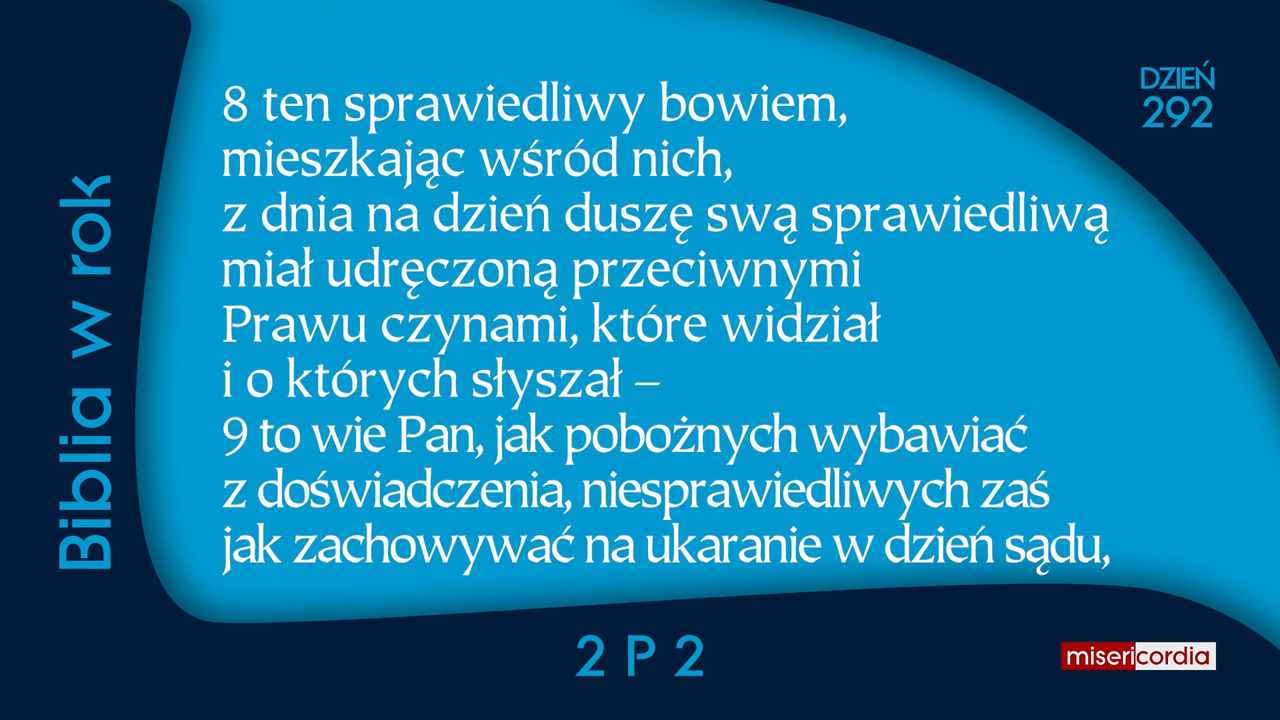 DZIEŃ
292
8 ten sprawiedliwy bowiem,
mieszkając wśród nich,
z dnia na dzień duszę swą sprawiedliwą
miał udręczoną przeciwnymi
Prawu czynami, które widział
i o których słyszał –
9 to wie Pan, jak pobożnych wybawiać
z doświadczenia, niesprawiedliwych zaś
jak zachowywać na ukaranie w dzień sądu,
Biblia w rok
2 P 2
misericordia